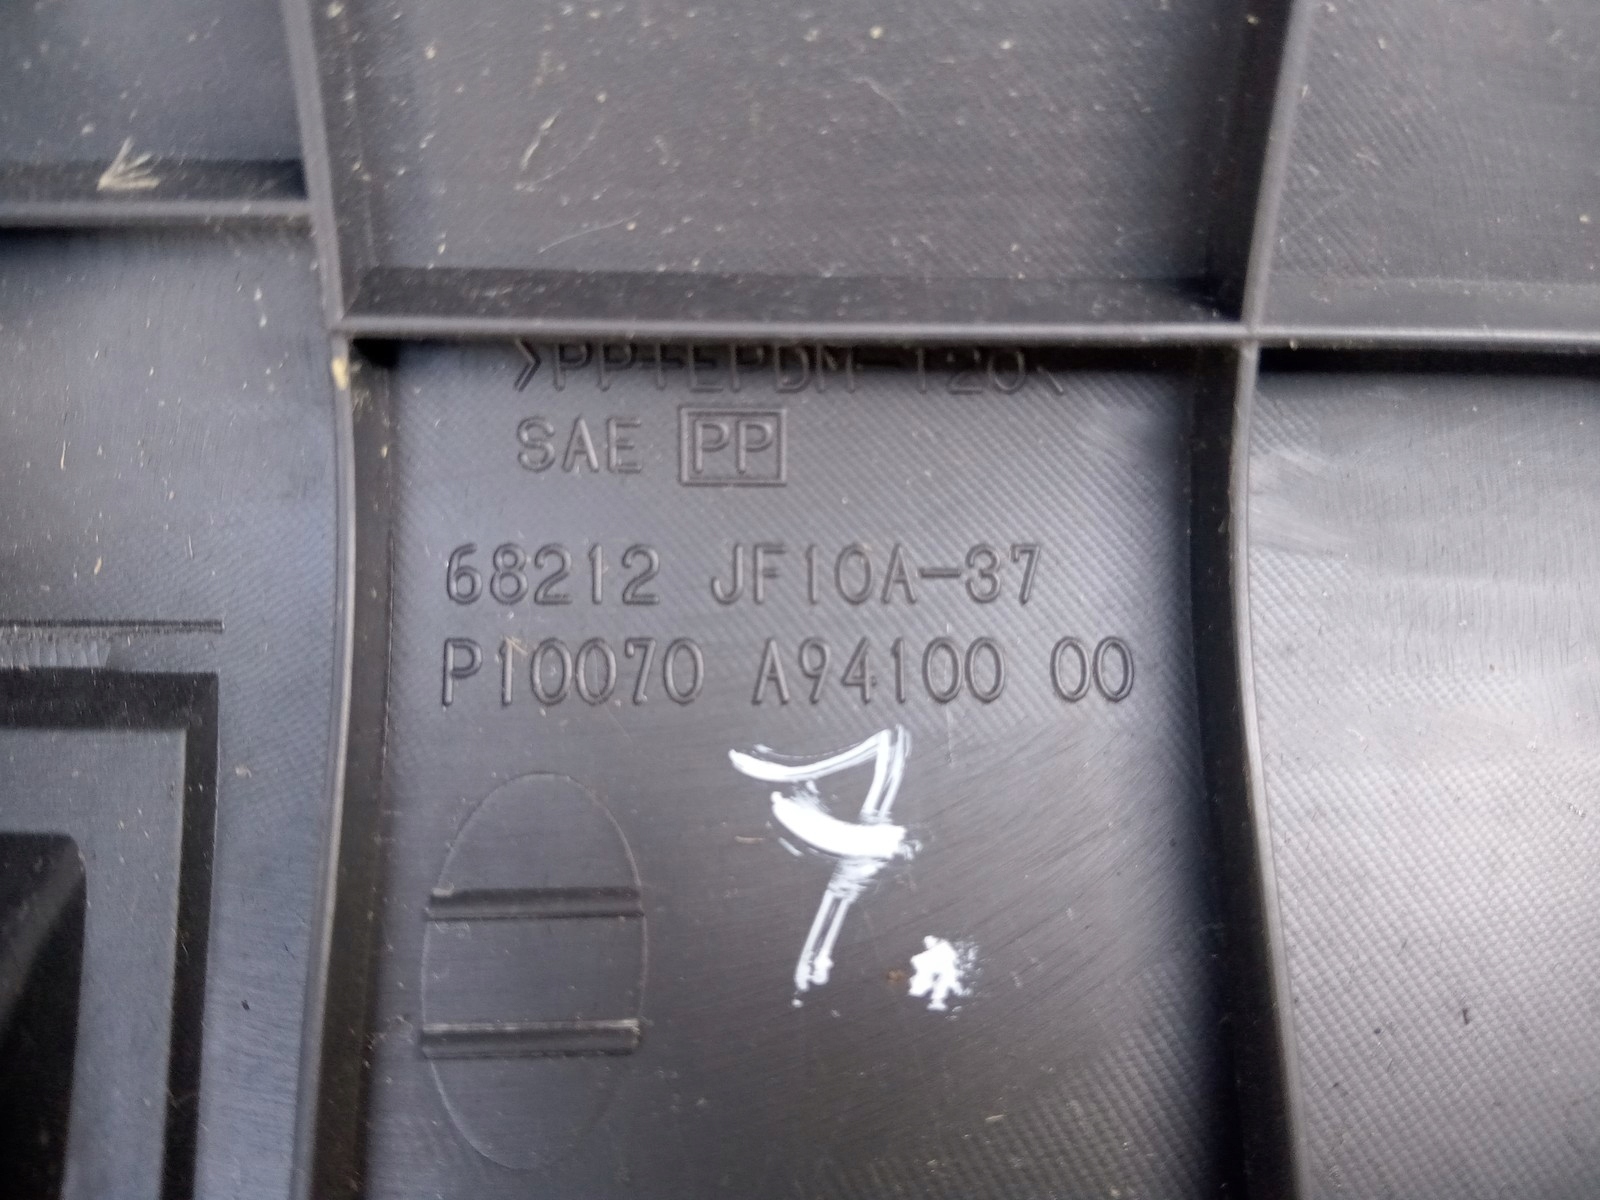 >PP+EPDM-T20<
SAE PP
68212 JF10A-37
P10070 A94100 00
7.